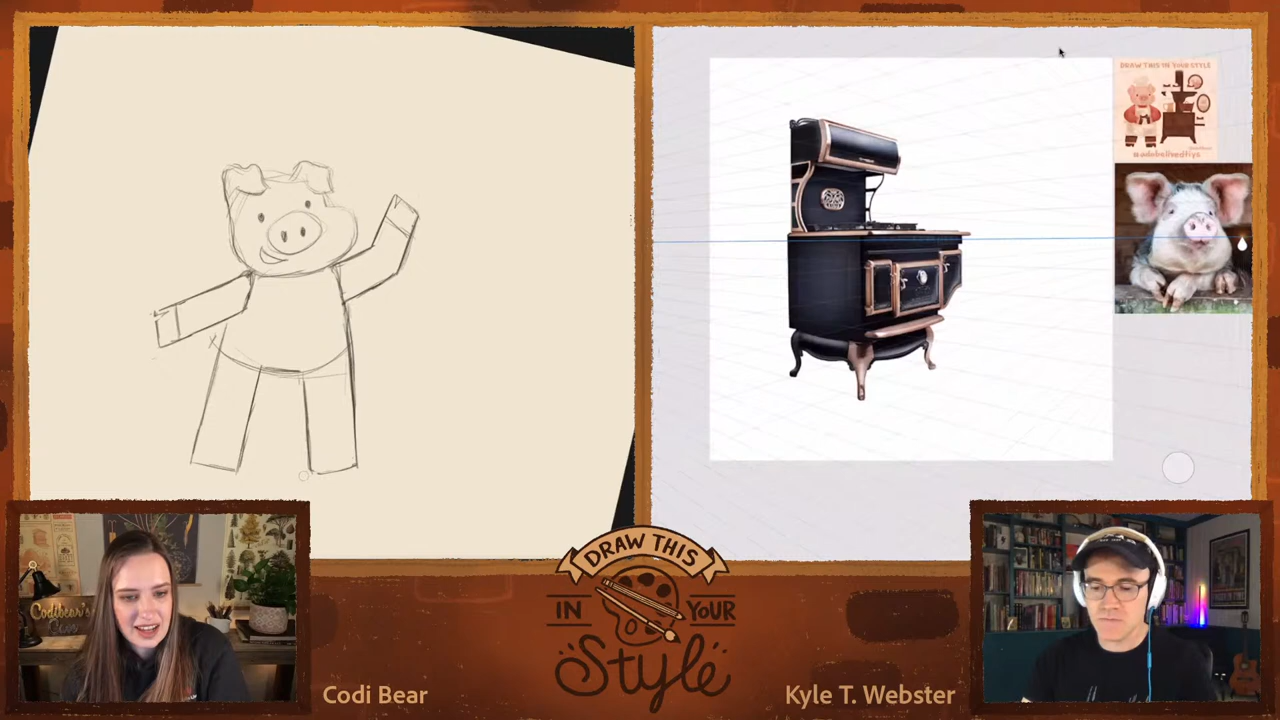 DRAW THIS IN YOUR STYLE
DRAW THIS
IN YOUR
Style
Codi Bear
Kyle T. Webster
Codibear's